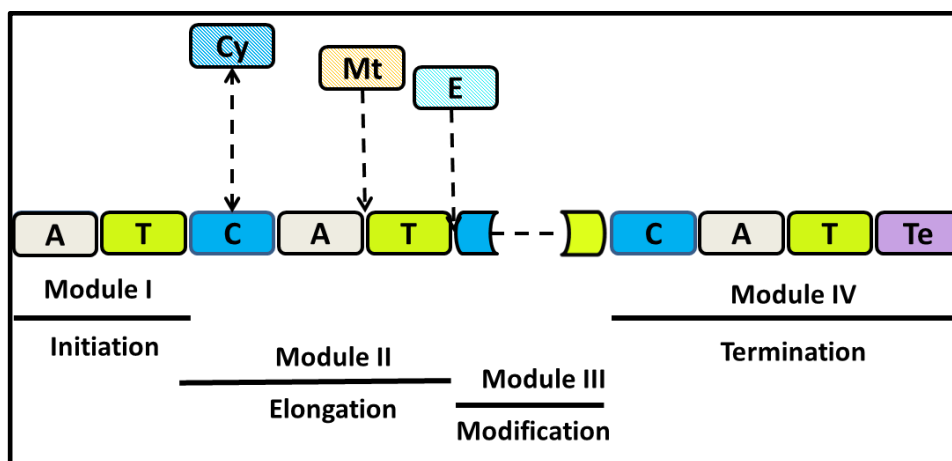 Cy
Mt
E
A T C A T C A T Te
Module I
Module IV
Initiation
Termination
Module II
Module III
Elongation
Modification